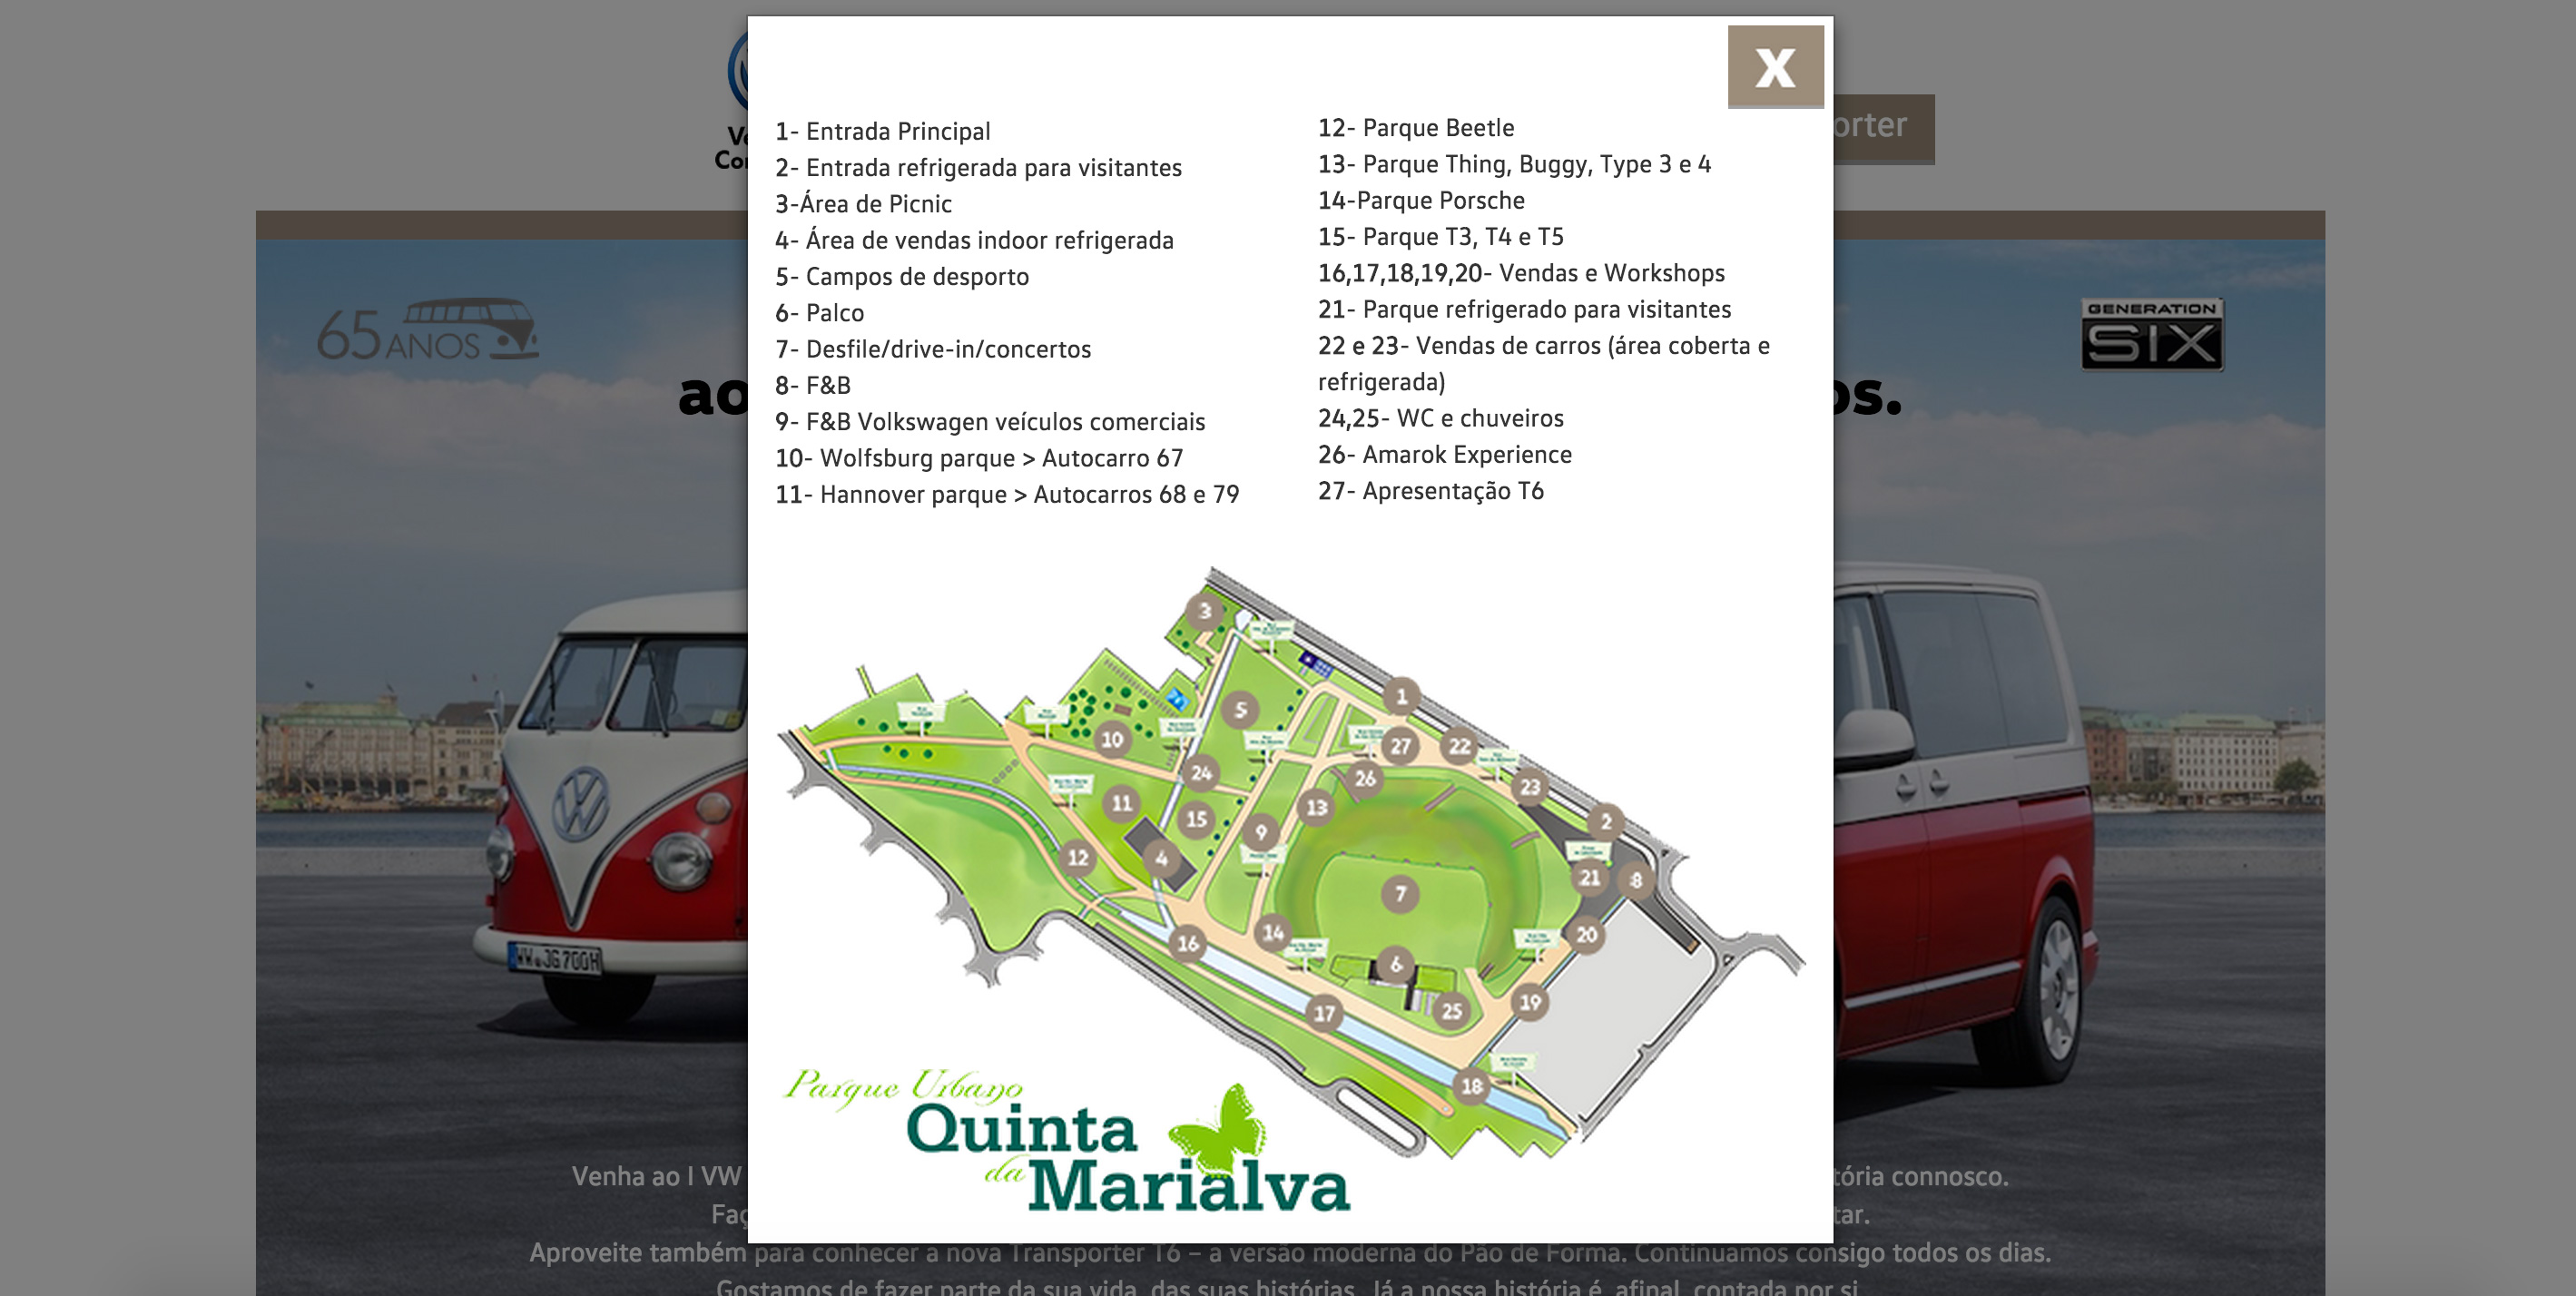 X
1- Entrada Principal
2- Entrada refrigerada para visitantes
3-Área de Picnic
4- Área de vendas indoor refrigerada
5- Campos de desporto
6- Palco
7- Desfile/drive-in/concertos
8- F&B
9- F&B Volkswagen veículos comerciais
10- Wolfsburg parque > Autocarro 67
11- Hannover parque > Autocarros 68 e 79
12- Parque Beetle
13- Parque Thing, Buggy, Type 3 e 4
14-Parque Porsche
15- Parque T3, T4 e T5
16,17,18,19,20- Vendas e Workshops
21- Parque refrigerado para visitantes
22 e 23- Vendas de carros (área coberta e
refrigerada)
24,25- WC e chuveiros
26- Amarok Experience
27- Apresentação T6
3
1
5
10
27
22
24
26
23
11
13
15
2
9
12
4
21
8
7
14
20
16
6
19
25
17
18
Parque Urbano
Quinta
da Marialva
orter
65 ANOS
GENERATION
SIX
ao
os.
Venha ao I VW
tória connosco.
Faç
tar.
Aproveite também para conhecer a nova Transporter T6 – a versão moderna do Pão de Forma. Continuamos consigo todos os dias.
Gostamos de fazer parte da sua vida, das suas histórias. Já a nossa história é, afinal, contada por si.